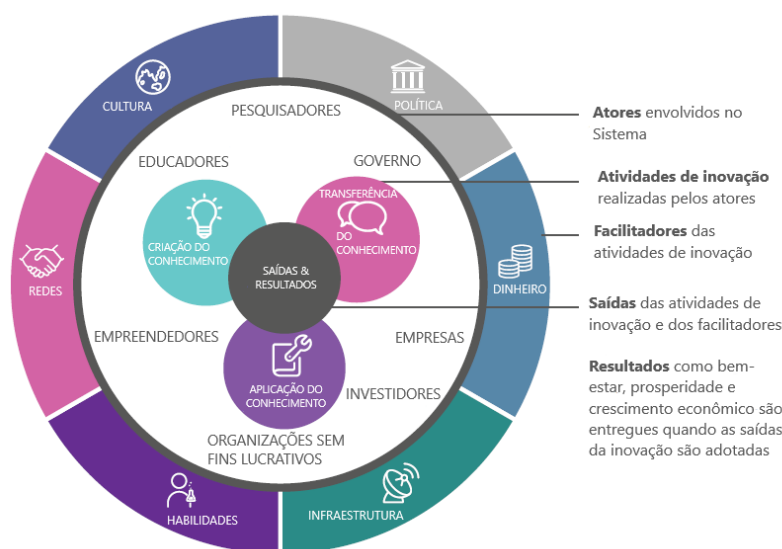 CULTURA
POLÍTICA
PESQUISADORES
EDUCADORES
GOVERNO
TRANSFERÊNCIA
DO
CONHECIMENTO
CRIAÇÃO DO
CONHECIMENTO
SAÍDAS &
RESULTADOS
REDES
DINHEIRO
EMPREENDEDORES
EMPRESAS
APLICAÇÃO DO
CONHECIMENTO
INVESTIDORES
ORGANIZAÇÕES SEM
FINS LUCRATIVOS
HABILIDADES
INFRAESTRUTURA
Atores envolvidos no
Sistema
Atividades de inovação
realizadas pelos atores
Facilitadores das
atividades de inovação
Saídas das atividades de
inovação e dos facilitadores
Resultados como bem-
estar, prosperidade e
crescimento econômico são
entregues quando as saídas
da inovação são adotadas